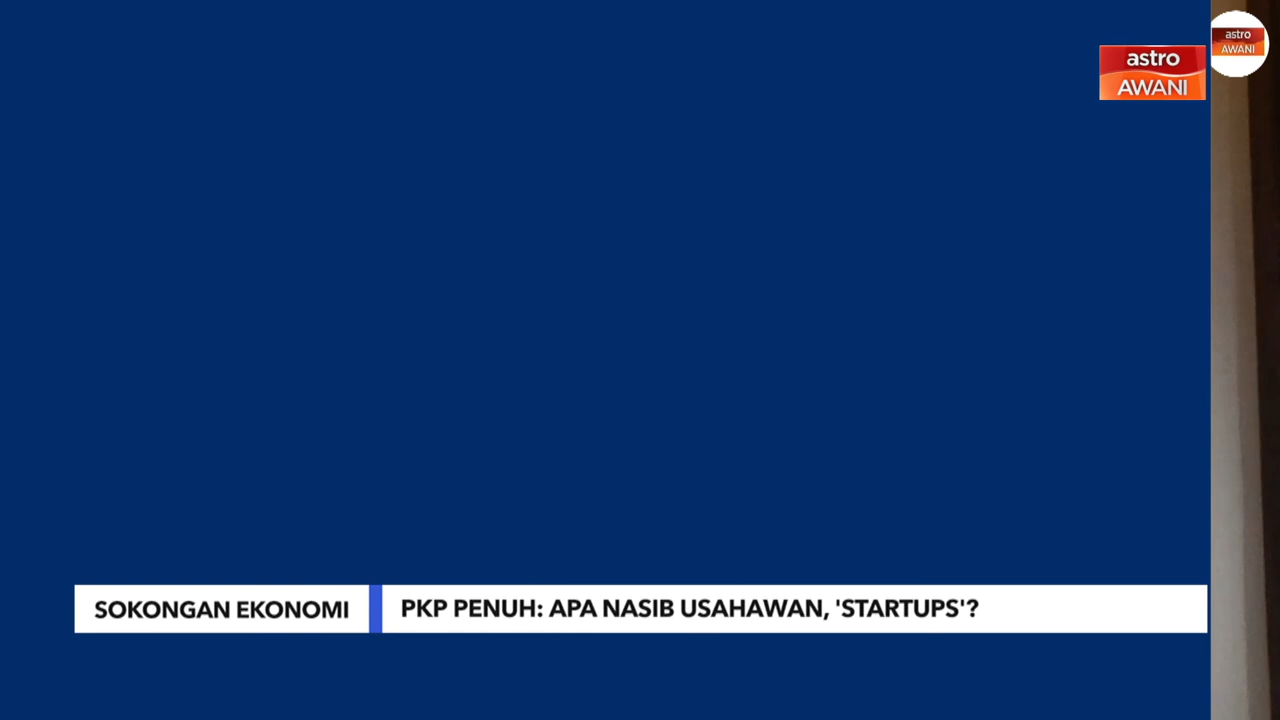 astro
AWANI
astro
AWANI
SOKONGAN EKONOMI
PKP PENUH: APA NASIB USAHAWAN, 'STARTUPS'?